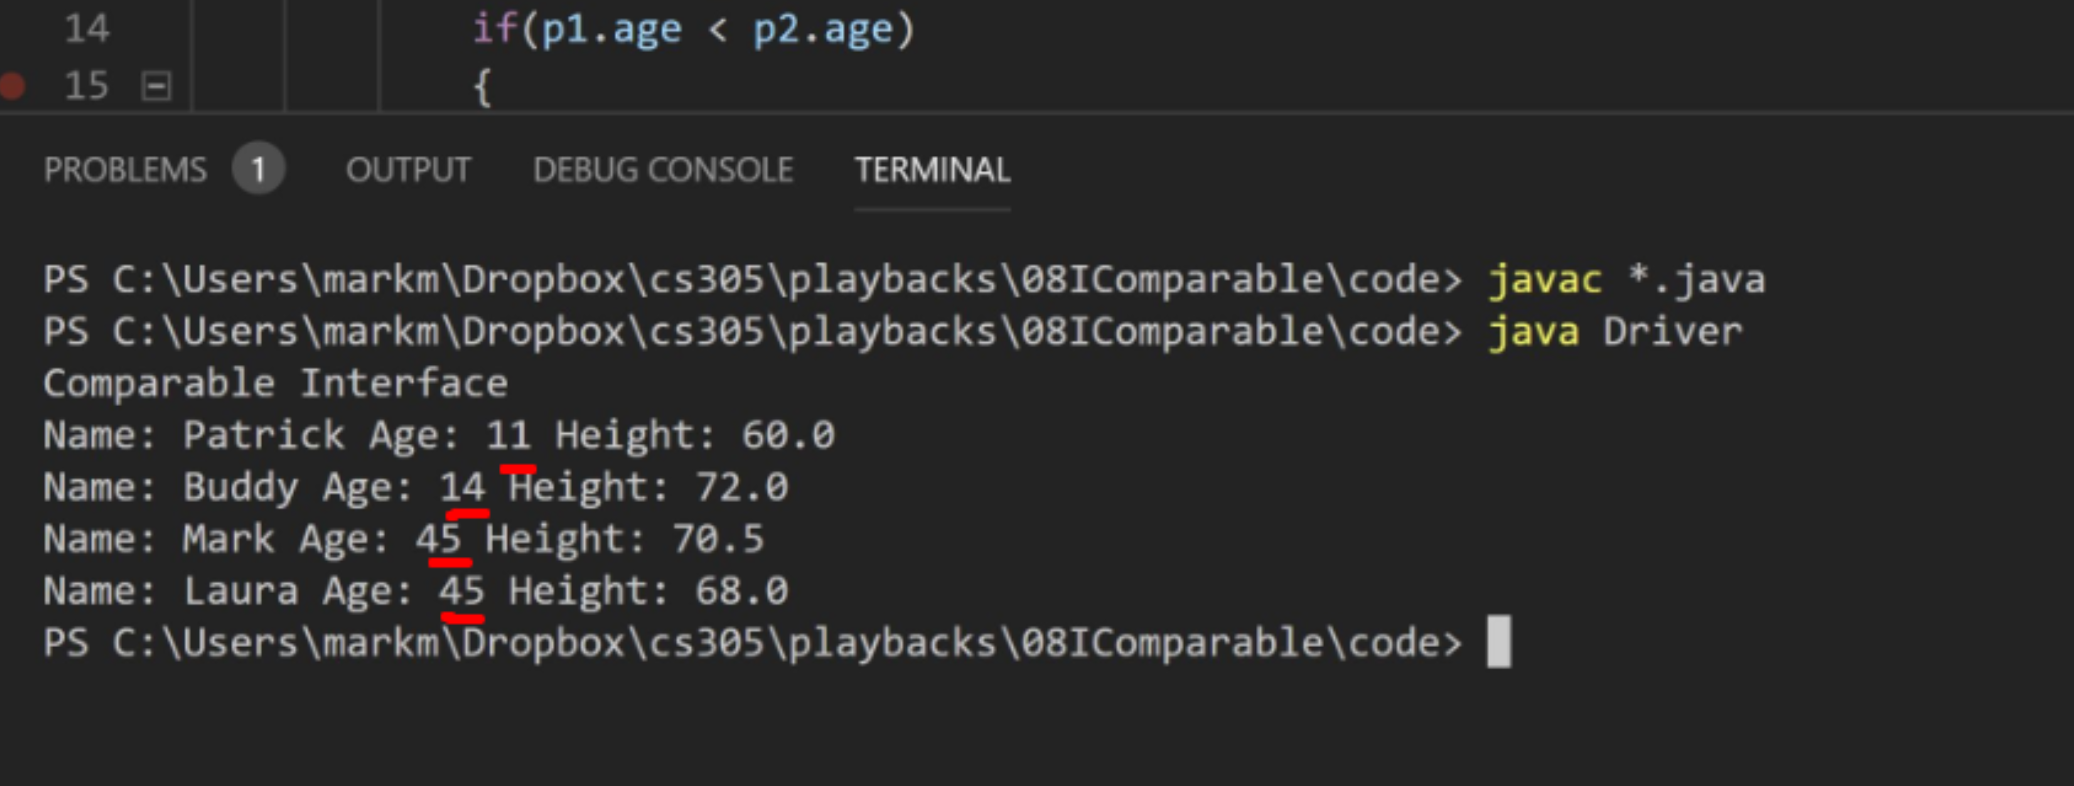 14 if(p1.age < p2.age)
15 {
PROBLEMS 1 OUTPUT DEBUG CONSOLE TERMINAL
PS C:\Users\markm\Dropbox\cs305\playbacks\08IComparable\code> javac *.java
PS C:\Users\markm\Dropbox\cs305\playbacks\08IComparable\code> java Driver
Comparable Interface
Name: Patrick Age: 11 Height: 60.0
Name: Buddy Age: 14 Height: 72.0
Name: Mark Age: 45 Height: 70.5
Name: Laura Age: 45 Height: 68.0
PS C:\Users\markm\Dropbox\cs305\playbacks\08IComparable\code>